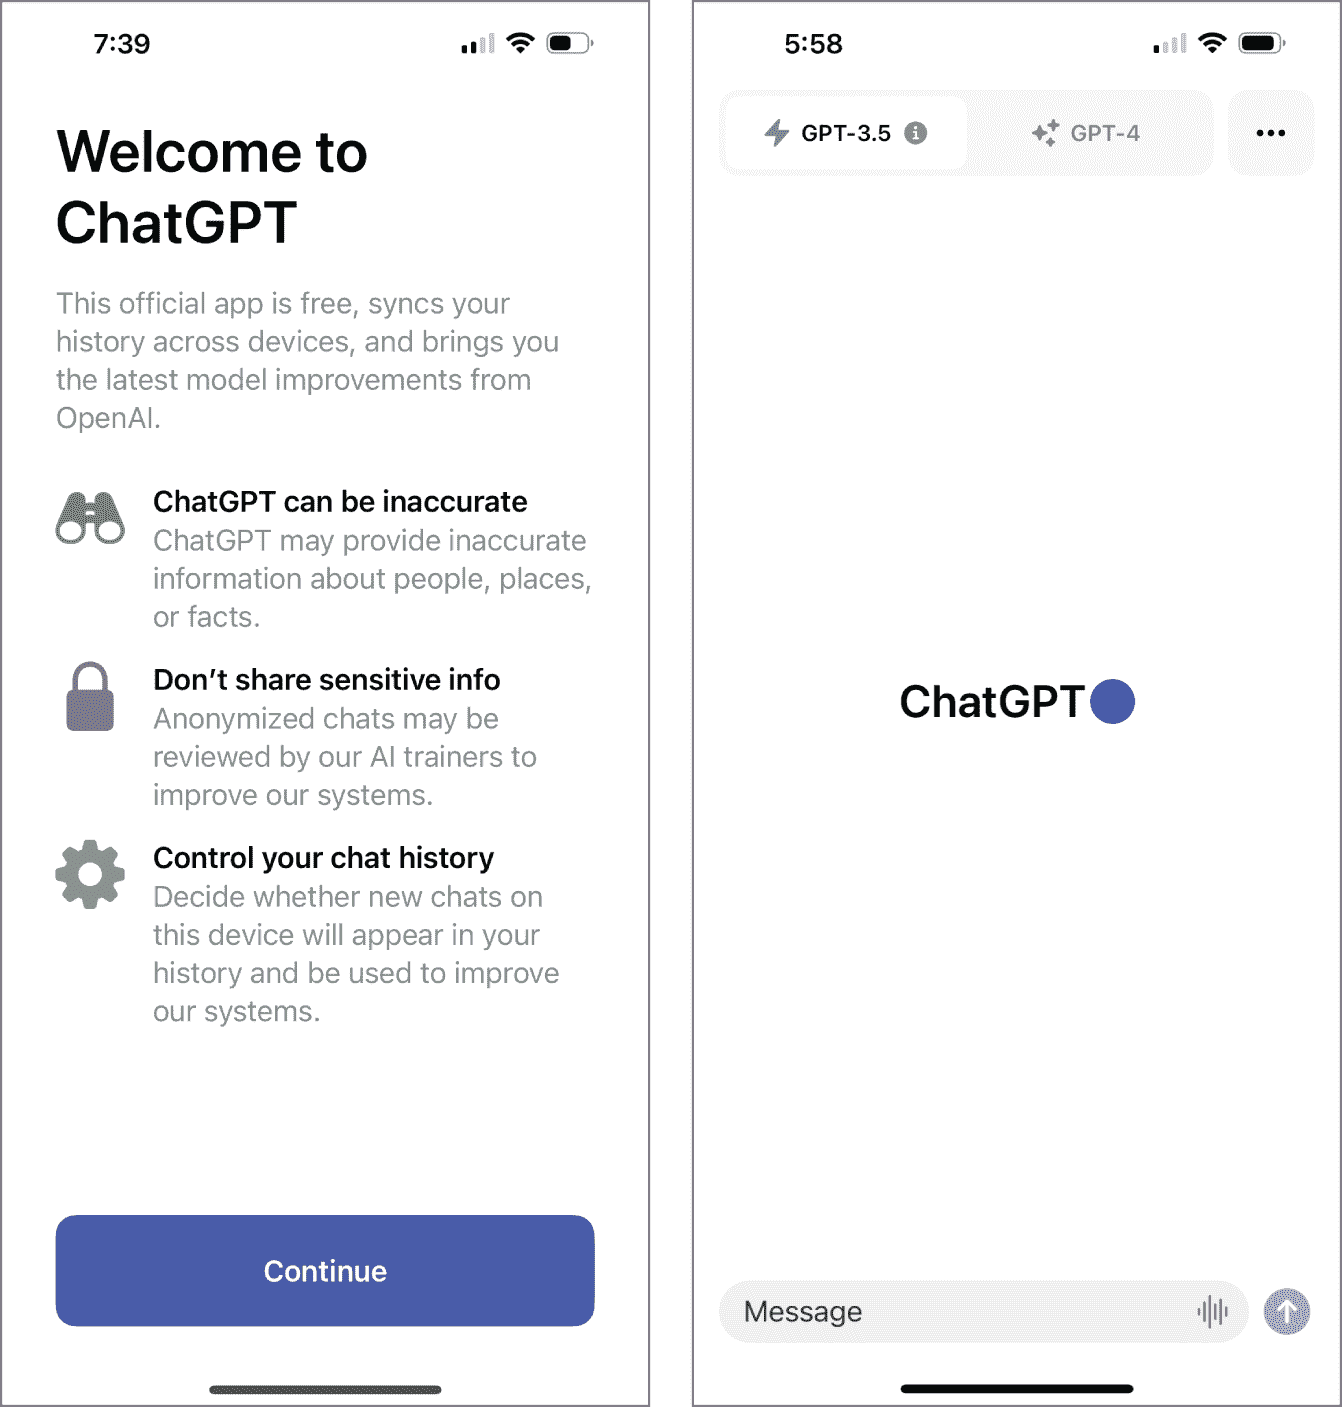 7:39
Welcome to
ChatGPT
This official app is free, syncs your
history across devices, and brings you
the latest model improvements from
OpenAI.
ChatGPT can be inaccurate
ChatGPT may provide inaccurate
information about people, places,
or facts.
Don't share sensitive info
Anonymized chats may be
reviewed by our AI trainers to
improve our systems.
Control your chat history
Decide whether new chats on
this device will appear in your
history and be used to improve
our systems.
Continue
5:58
GPT-3.5
GPT-4
ChatGPT
Message